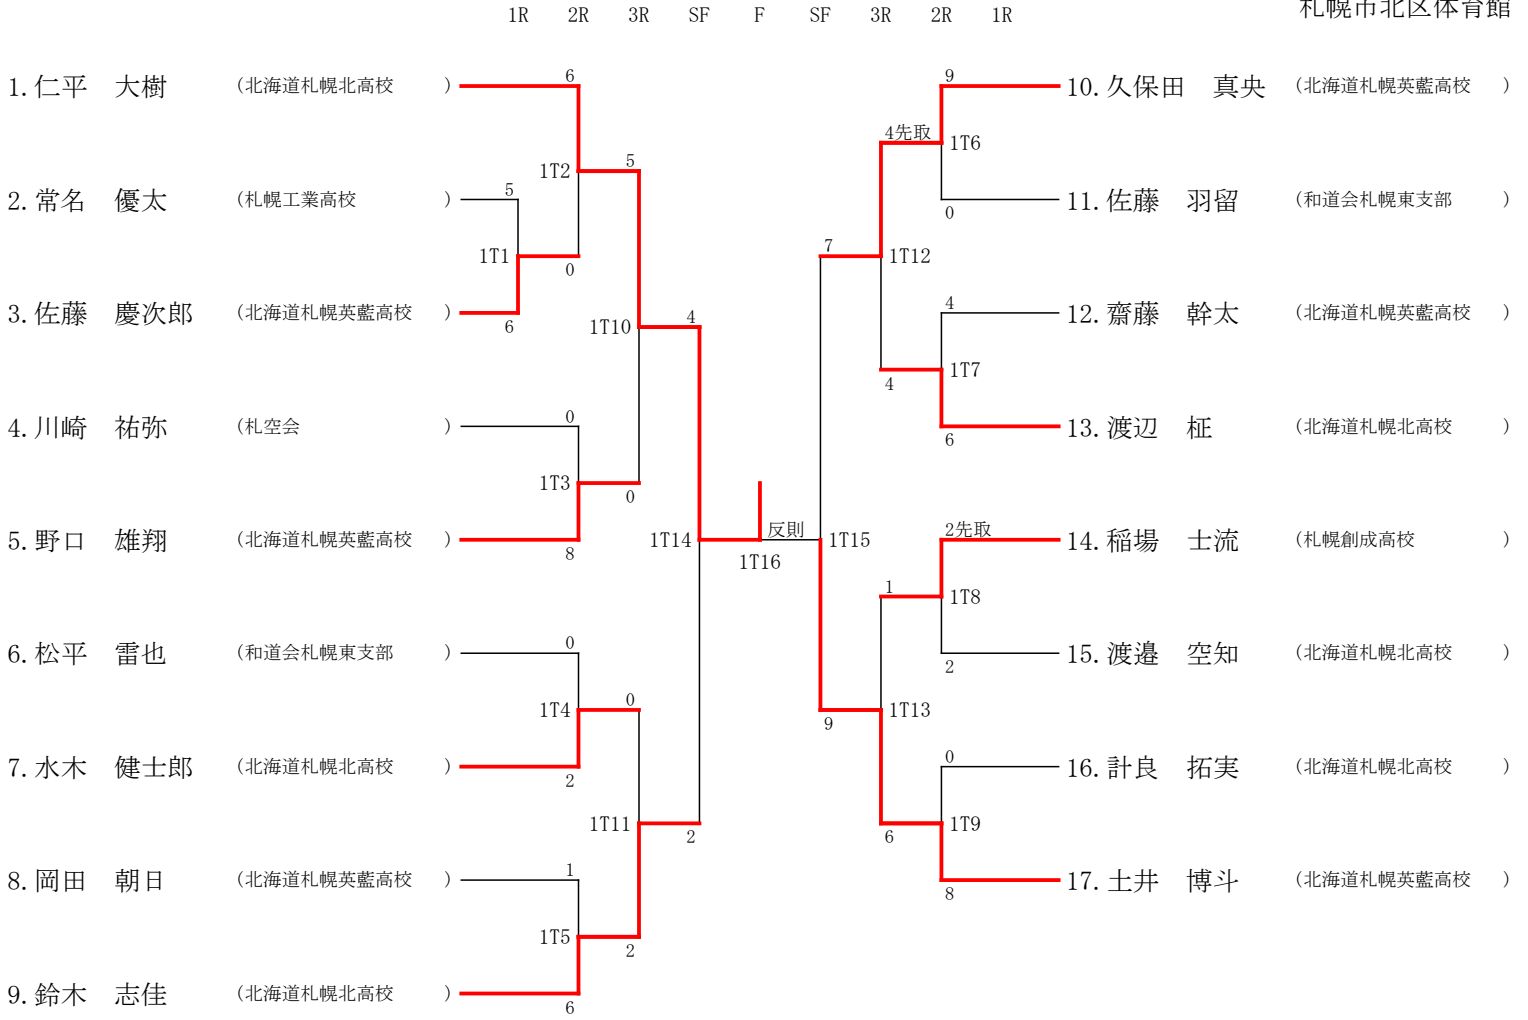 札幌市北区体育館
1R 2R 3R SF F SF 3R 2R 1R
1. 仁平 大樹 (北海道札幌北高校 ) 6
9 10. 久保田 真央 (北海道札幌英藍高校 )
4先取 1T6
1T2 5
2. 常名 優太 (札幌工業高校 ) 5
0 11. 佐藤 羽留 (和道会札幌東支部 )
1T1 0
7 1T12
3. 佐藤 慶次郎 (北海道札幌英藍高校 ) 6
4 12. 齋藤 幹太 (北海道札幌英藍高校 )
1T10 4
4 1T7
4. 川崎 祐弥 (札空会 ) 0
6 13. 渡辺 柾 (北海道札幌北高校 )
1T3 0
5. 野口 雄翔 (北海道札幌英藍高校 ) 8
1T14 反則 1T15
1T16
2先取 14. 稲場 士流 (札幌創成高校 )
1 1T8
6. 松平 雷也 (和道会札幌東支部 ) 0
2 15. 渡邉 空知 (北海道札幌北高校 )
1T4 0
9 1T13
7. 水木 健士郎 (北海道札幌北高校 ) 2
0 16. 計良 拓実 (北海道札幌北高校 )
1T11 2
6 1T9
8. 岡田 朝日 (北海道札幌英藍高校 ) 1
8 17. 土井 博斗 (北海道札幌英藍高校 )
1T5 2
9. 鈴木 志佳 (北海道札幌北高校 ) 6